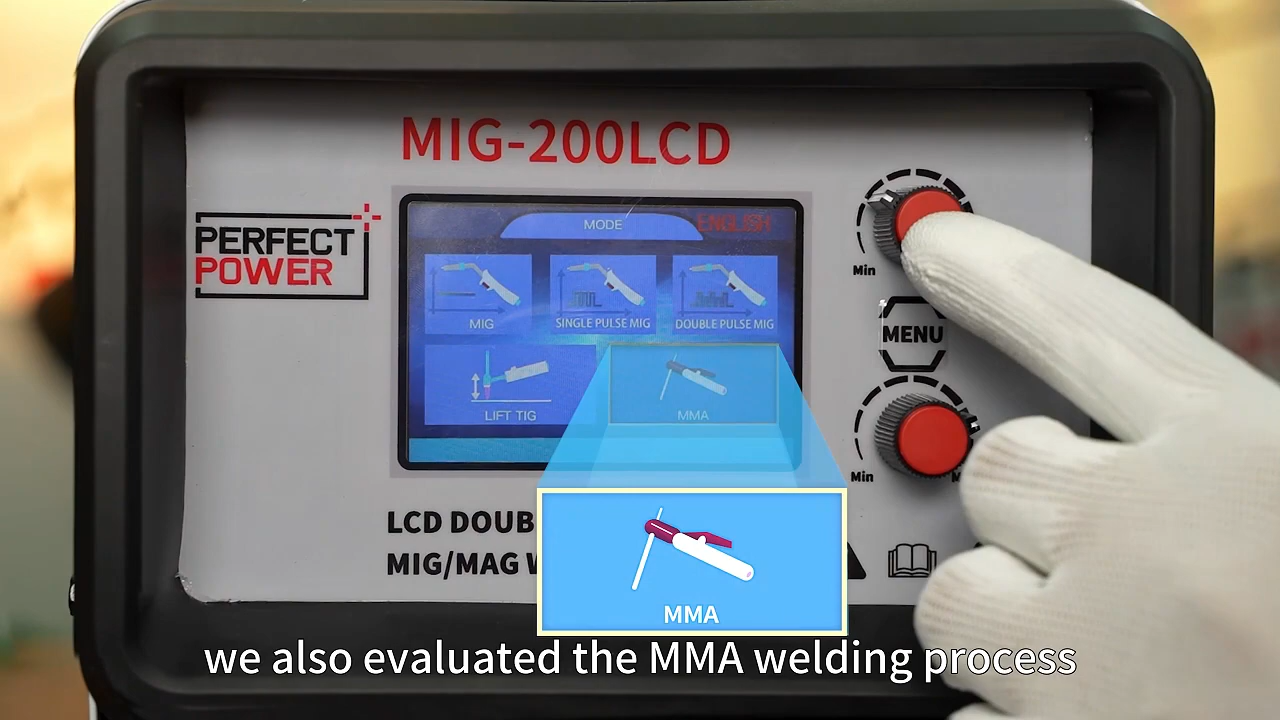 MIG-200LCD
PERFECT
POWER
MODE
ENGLISH
MIG
SINGLE PULSE MIG
DOUBLE PULSE MIG
LIFT TIG
MMA
Min
MENU
Min
LCD DOUB
MIG/MAG
MMA
we also evaluated the MMA welding process